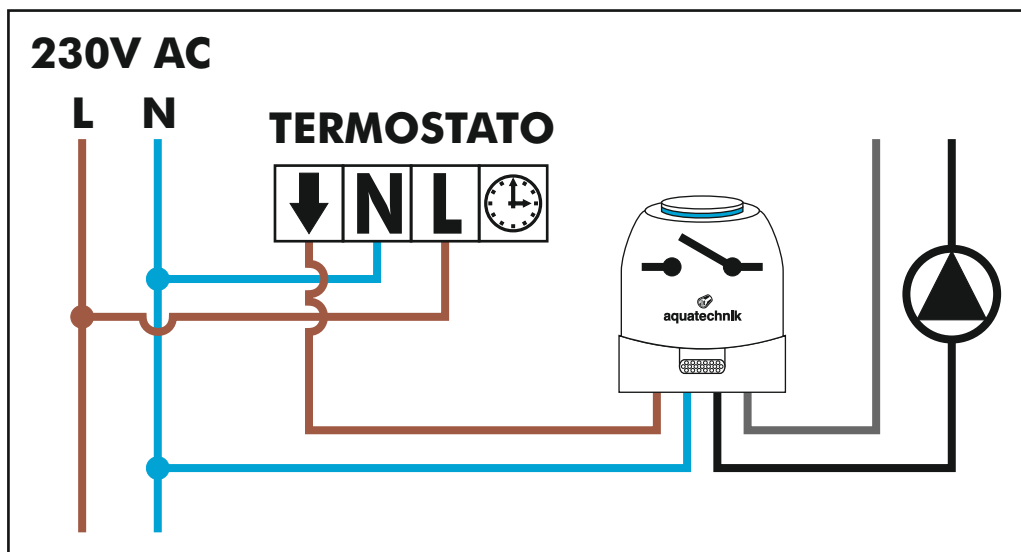 230V AC
L N
TERMOSTATO
N L
aquatechnik